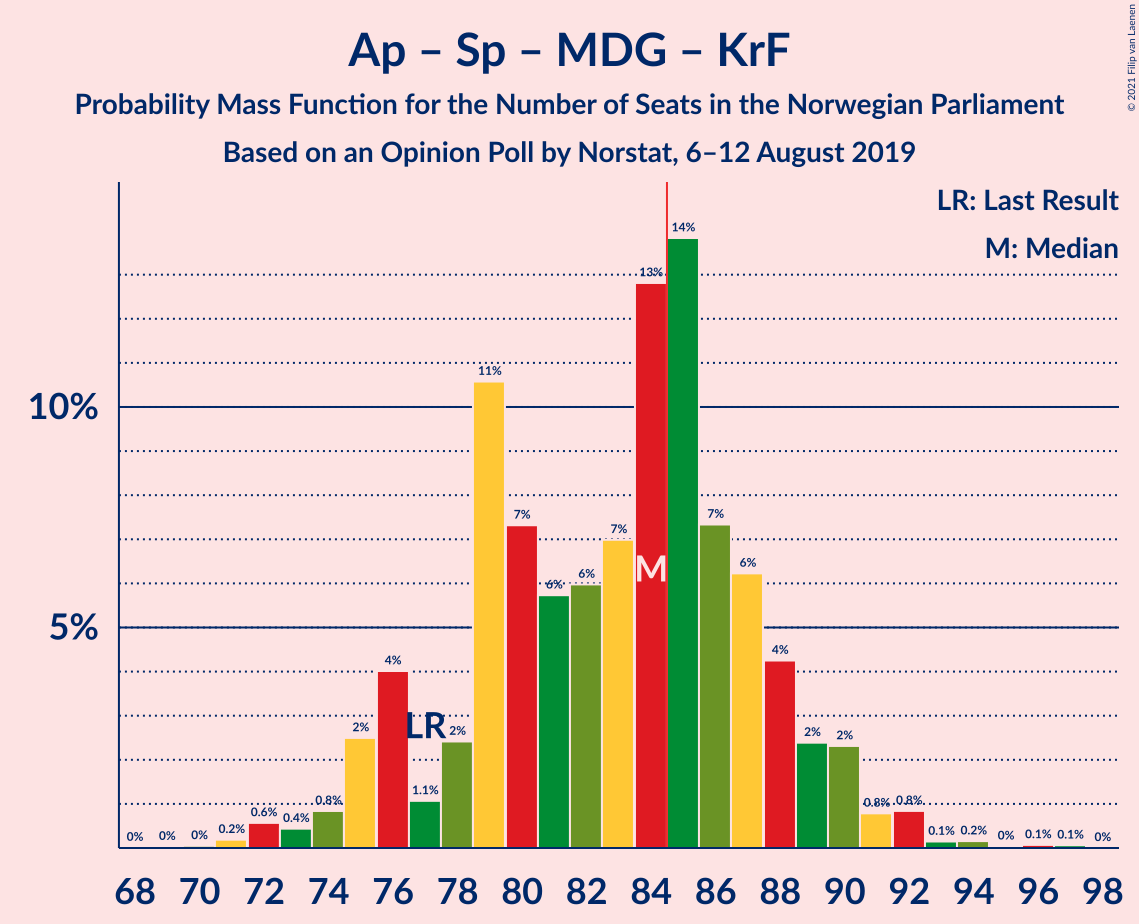 Ap – Sp – MDG – KrF
Probability Mass Function for the Number of Seats in the Norwegian Parliament
Based on an Opinion Poll by Norstat, 6–12 August 2019
© 2021 Filip van Laenen
LR: Last Result
M: Median
10%
5%
0% 0% 0% 0.2% 0.6% 0.4% 0.8% 2% 4% 1.1% 2% 11% 7% 6% 6% 7% 13% 14% 7% 6% 4% 2% 2% 0.8% 0.8% 0.1% 0.2% 0% 0.1% 0.1% 0%
LR
M
68 70 72 74 76 78 80 82 84 86 88 90 92 94 96 98